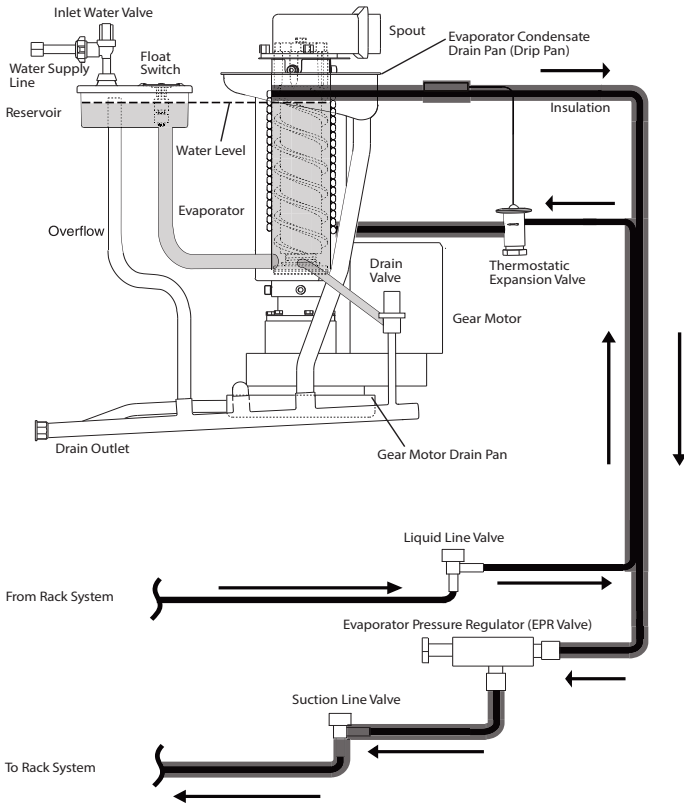 Inlet Water Valve
Spout
Evaporator Condensate
Drain Pan (Drip Pan)
Water Supply
Line
Float
Switch
Reservoir
Insulation
Water Level
Evaporator
Overflow
Drain
Valve
Thermostatic
Expansion Valve
Gear Motor
Drain Outlet
Gear Motor Drain Pan
Liquid Line Valve
From Rack System
Evaporator Pressure Regulator (EPR Valve)
Suction Line Valve
To Rack System